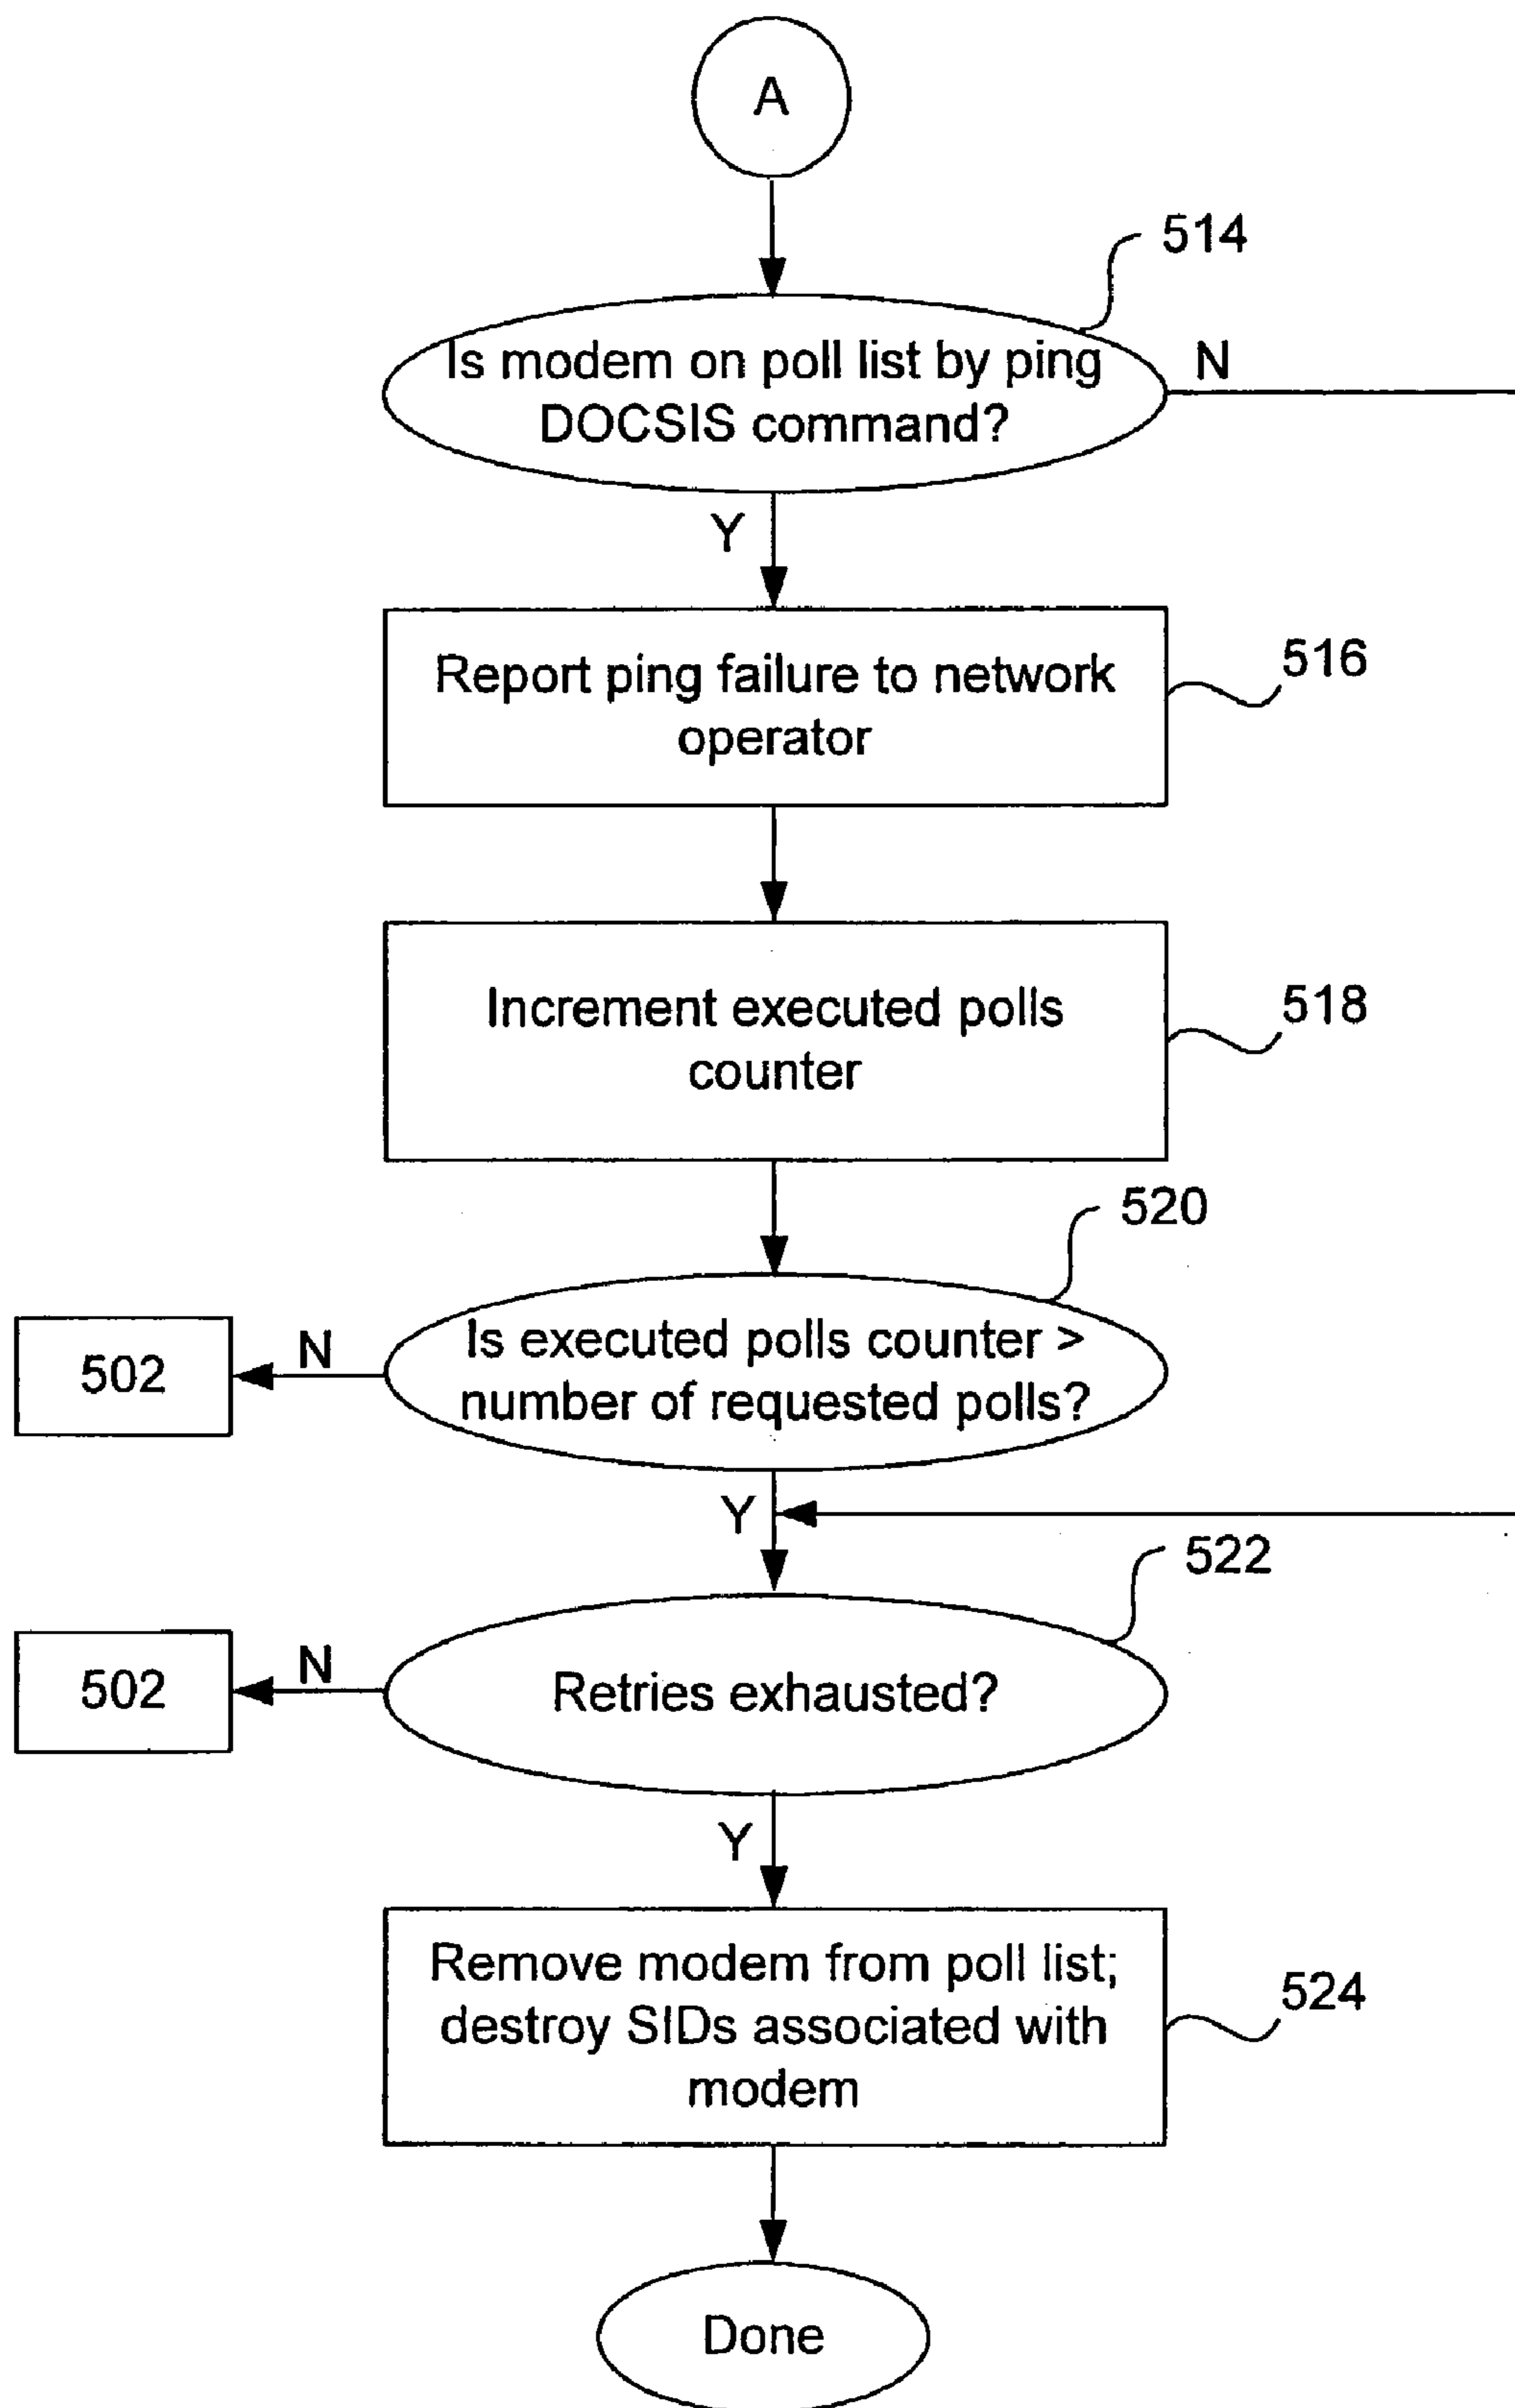 A
514
Is modem on poll list by ping
DOCSIS command?
N
Y
Report ping failure to network
operator
516
Increment executed polls
counter
518
520
Is executed polls counter >
number of requested polls?
N
502
Y
522
Retries exhausted?
N
502
Y
Remove modem from poll list;
destroy SIDs associated with
modem
524
Done